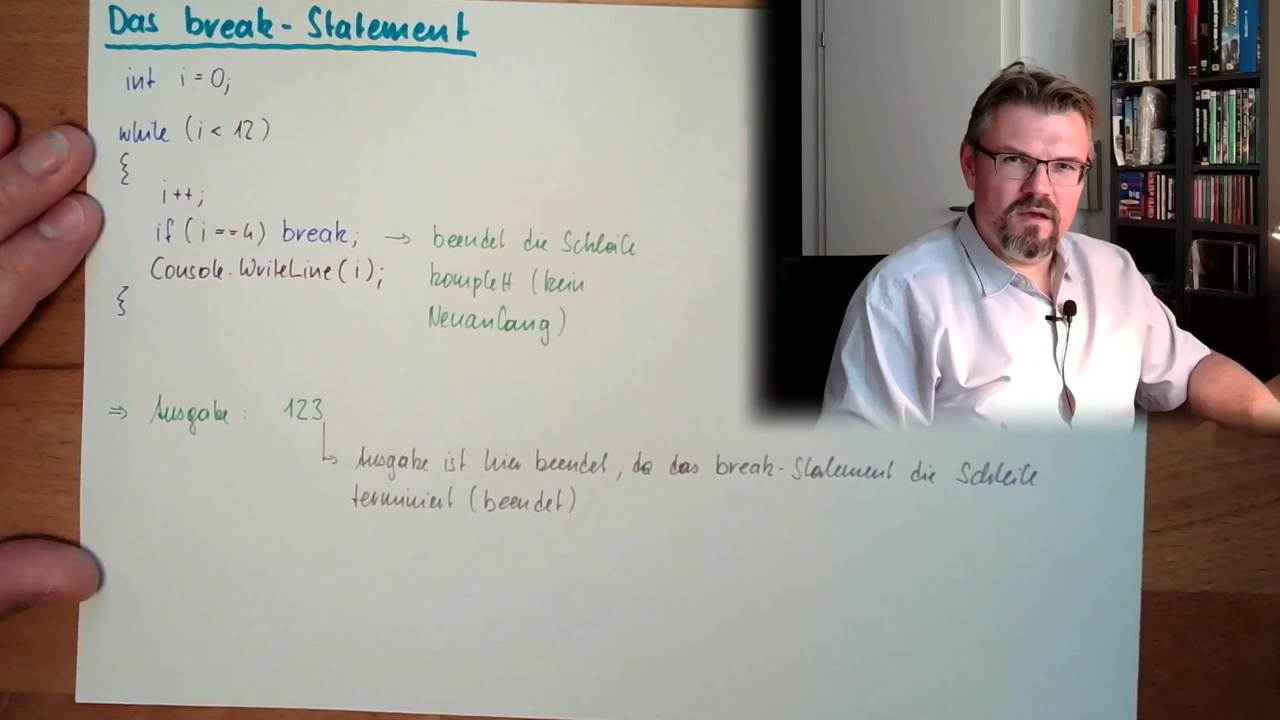 Das break-Statement
int i = 0;
while (i < 12)
{
i++;
if (i == 4) break; → beendet die Schleife
Console.WriteLine(i); komplett (kein
{ Neuanfang)
⇒ Ausgabe: 123
↳ Ausgabe ist hier beendet, da das break-Statement die Schleife
terminiert (beendet)
big